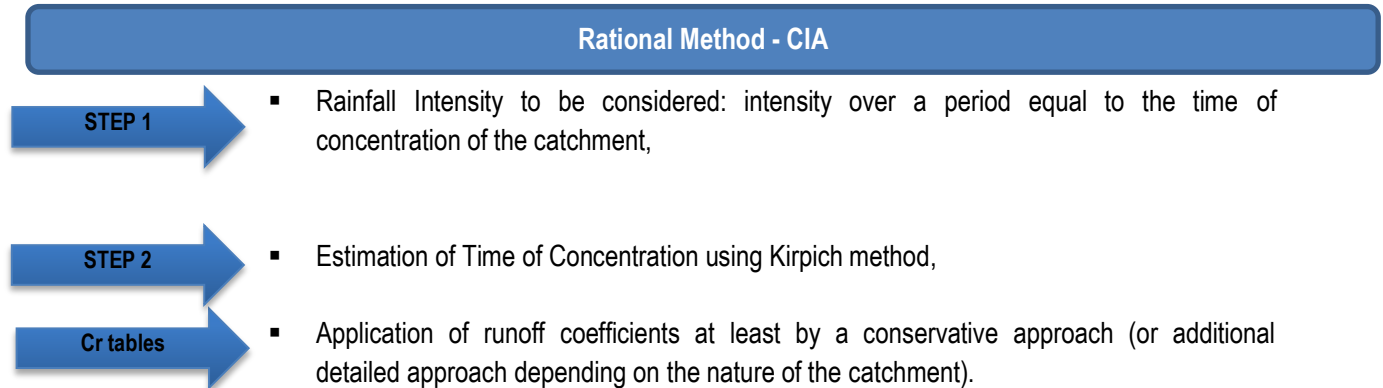 Rational Method - CIA
STEP 1
▪ Rainfall Intensity to be considered: intensity over a period equal to the time of
concentration of the catchment,
STEP 2
▪ Estimation of Time of Concentration using Kirpich method,
Cr tables
▪ Application of runoff coefficients at least by a conservative approach (or additional
detailed approach depending on the nature of the catchment).